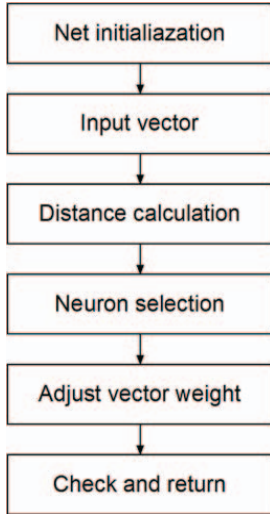 Net initialiazation
Input vector
Distance calculation
Neuron selection
Adjust vector weight
Check and return